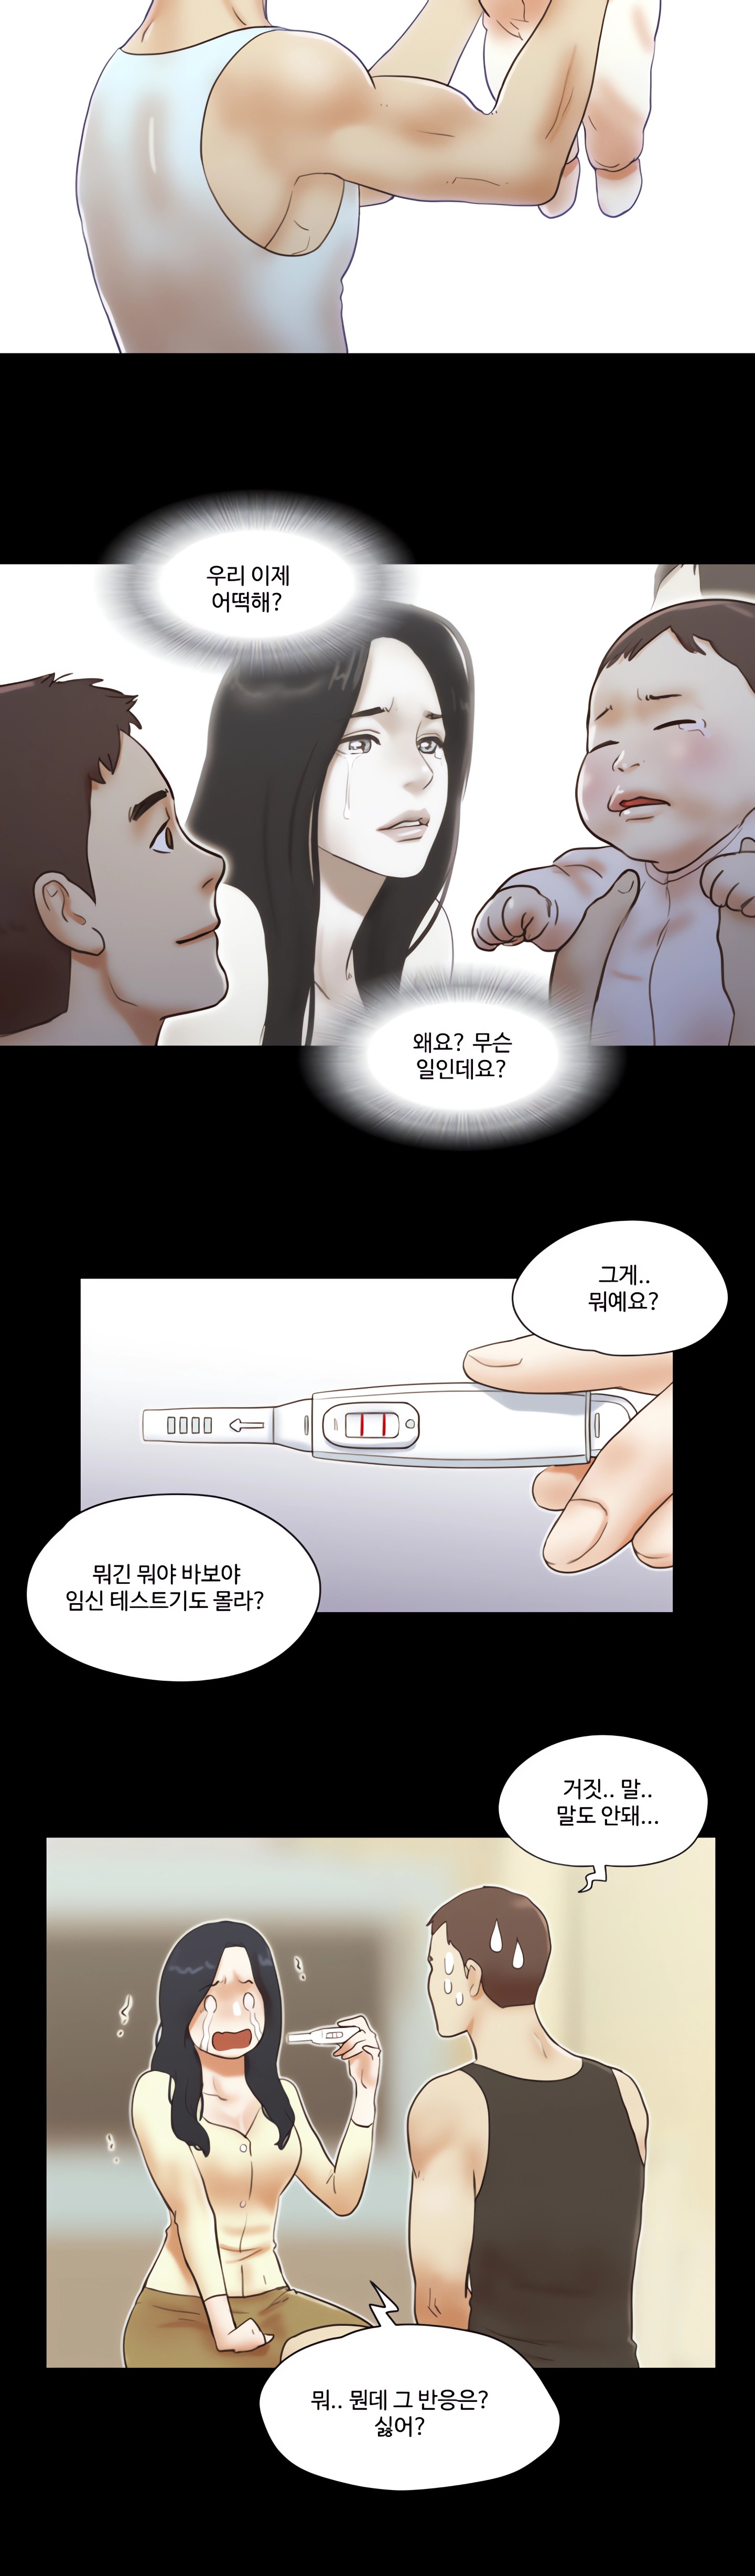 우리 이제
어떡해?
왜요? 무슨
일인데요?
그게..
뭐예요?
뭐긴 뭐야 바보야
임신 테스트기도 몰라?
거짓.. 말..
말도 안돼...
뭐.. 뭔데 그 반응은?
싫어?